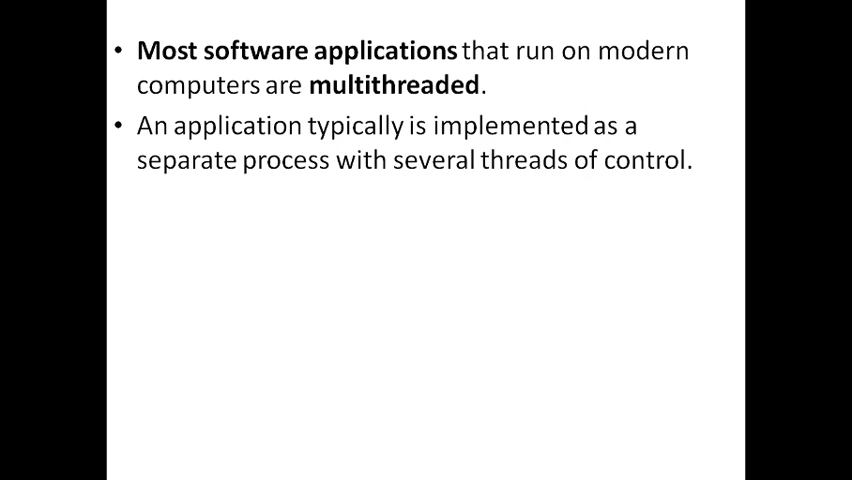 • Most software applications that run on modern
computers are multithreaded.
• An application typically is implemented as a
separate process with several threads of control.